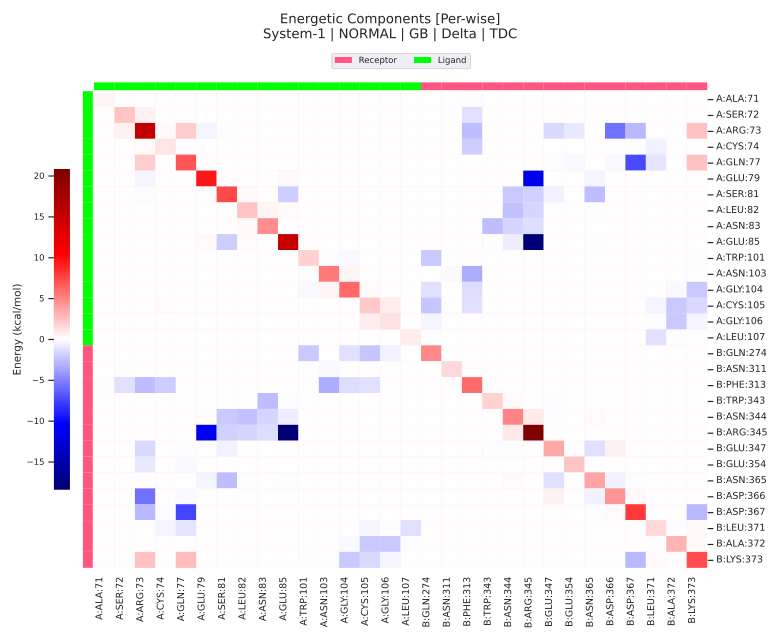 Energetic Components [Per-wise]
System-1 | NORMAL | GB | Delta | TDC
Receptor
Ligand
A:ALA:71
A:SER:72
A:ARG:73
A:CYS:74
A:GLN:77
A:GLU:79
A:SER:81
A:LEU:82
A:ASN:83
A:GLU:85
A:TRP:101
A:ASN:103
A:GLY:104
A:CYS:105
A:GLY:106
A:LEU:107
B:GLN:274
B:ASN:311
B:PHE:313
B:TRP:343
B:ASN:344
B:ARG:345
B:GLU:347
B:GLU:354
B:ASN:365
B:ASP:366
B:ASP:367
B:LEU:371
B:ALA:372
B:LYS:373
Energy (kcal/mol)
20
15
10
5
0
−5
−10
−15
A:ALA:71
A:SER:72
A:ARG:73
A:CYS:74
A:GLN:77
A:GLU:79
A:SER:81
A:LEU:82
A:ASN:83
A:GLU:85
A:TRP:101
A:ASN:103
A:GLY:104
A:CYS:105
A:GLY:106
A:LEU:107
B:GLN:274
B:ASN:311
B:PHE:313
B:TRP:343
B:ASN:344
B:ARG:345
B:GLU:347
B:GLU:354
B:ASN:365
B:ASP:366
B:ASP:367
B:LEU:371
B:ALA:372
B:LYS:373